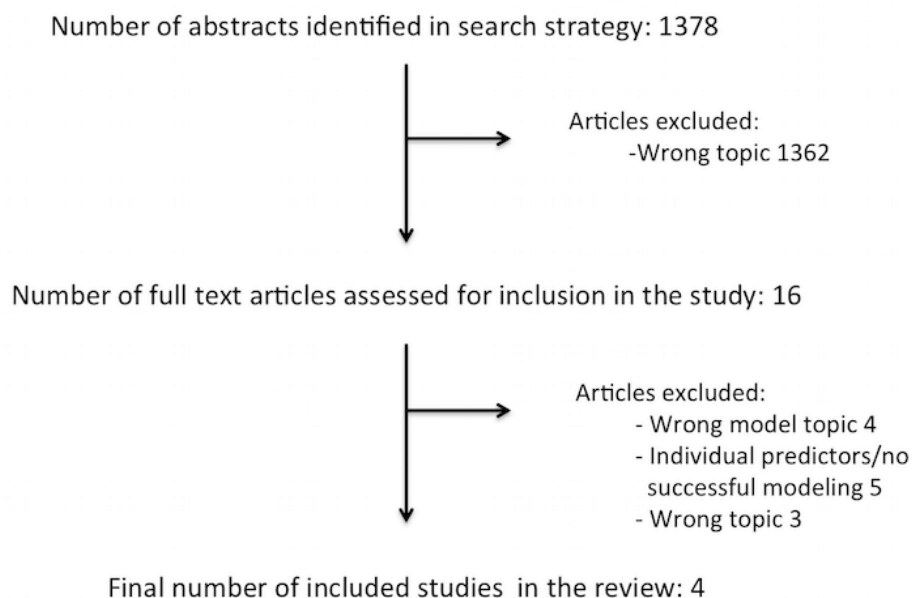 Number of abstracts identified in search strategy: 1378
Articles excluded:
-Wrong topic 1362
Number of full text articles assessed for inclusion in the study: 16
Articles excluded:
- Wrong model topic 4
- Individual predictors/no
successful modeling 5
- Wrong topic 3
Final number of included studies in the review: 4